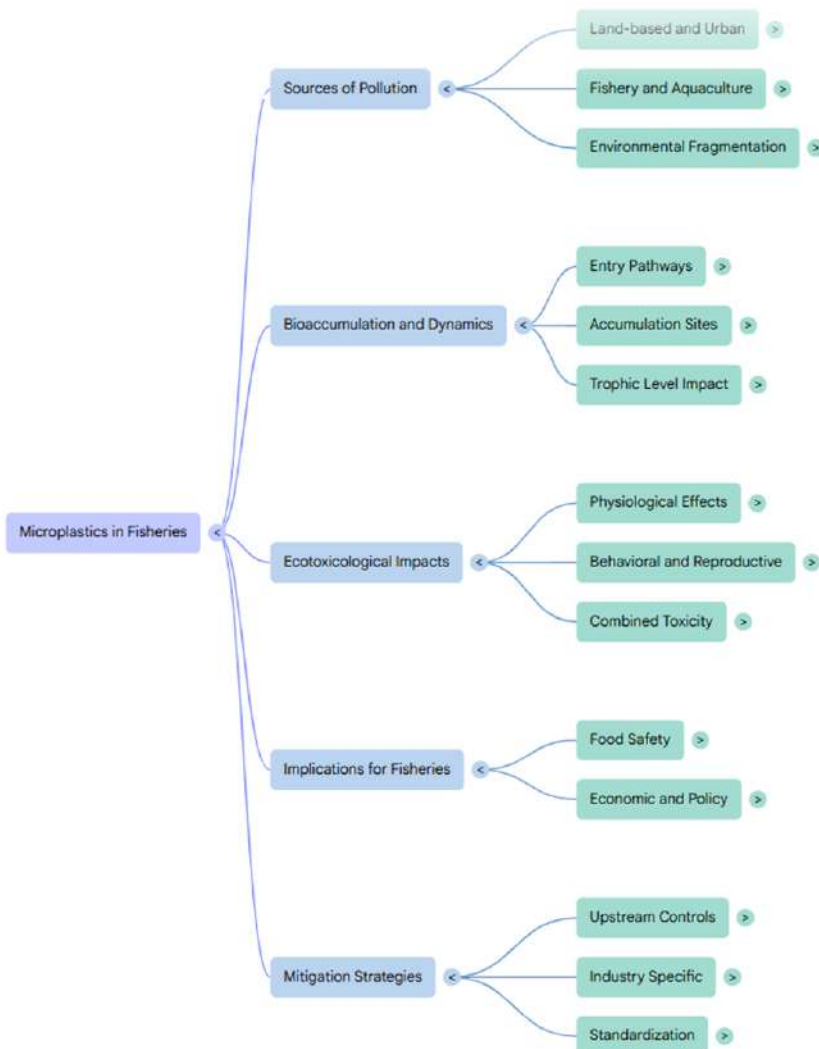 Microplastics in Fisheries
Sources of Pollution
Land-based and Urban
Fishery and Aquaculture
Environmental Fragmentation
Bioaccumulation and Dynamics
Entry Pathways
Accumulation Sites
Trophic Level Impact
Ecotoxicological Impacts
Physiological Effects
Behavioral and Reproductive
Combined Toxicity
Implications for Fisheries
Food Safety
Economic and Policy
Mitigation Strategies
Upstream Controls
Industry Specific
Standardization